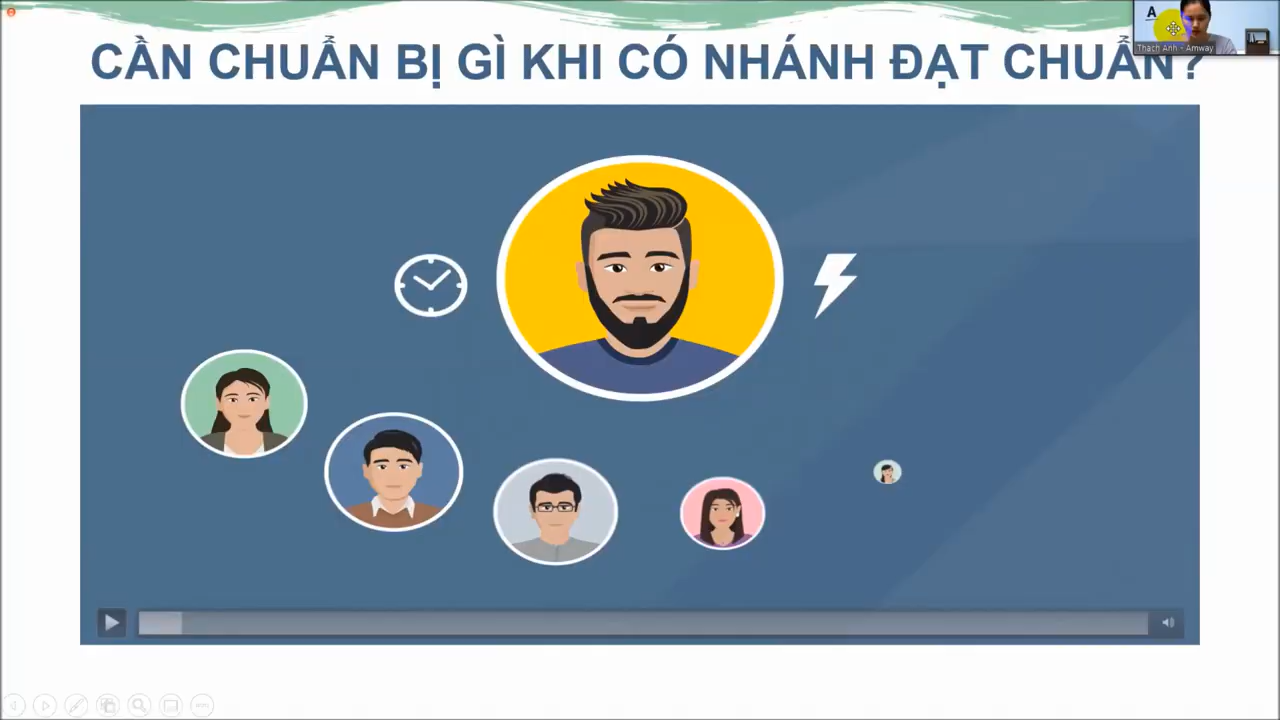 CẦN CHUẨN BỊ GÌ KHI CÓ NHÁNH ĐẠT CHUẨN?
A
Thach Anh - Amway